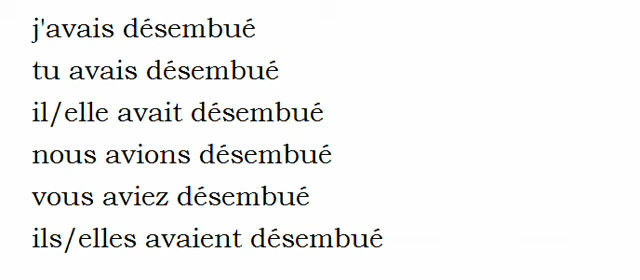 j'avais désembué
tu avais désembué
il/elle avait désembué
nous avions désembué
vous aviez désembué
ils/elles avaient désembué